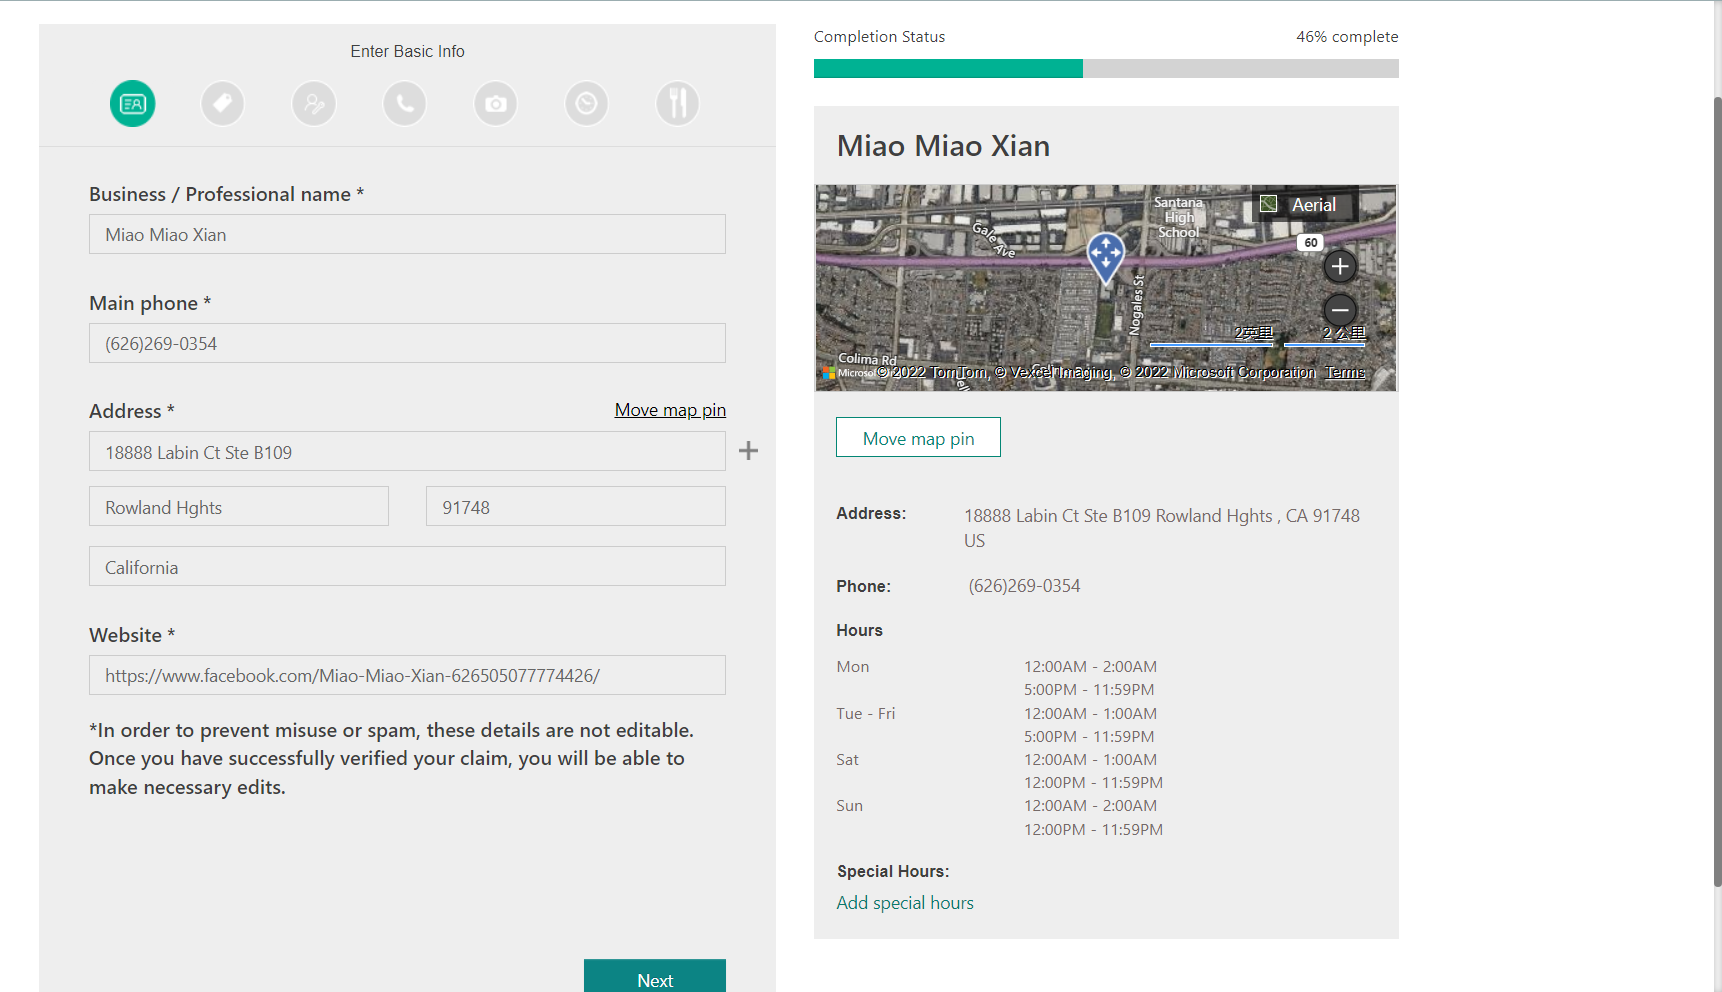 Enter Basic Info
Business / Professional name *
Miao Miao Xian
Main phone *
(626)269-0354
Address *
Move map pin
18888 Labin Ct Ste B109
Rowland Hghts
91748
California
Website *
https://www.facebook.com/Miao-Miao-Xian-626505077774426/
*In order to prevent misuse or spam, these details are not editable.
Once you have successfully verified your claim, you will be able to
make necessary edits.
Next
Completion Status
46% complete
Miao Miao Xian
Santana
High
School
Aerial
Gale Ave
60
Nogales St
2英里
2 公里
Colima Rd
Microsoft
© 2022 TomTom, © Vexcel Imaging, © 2022 Microsoft Corporation Terms
Move map pin
Address:
18888 Labin Ct Ste B109 Rowland Hghts , CA 91748
US
Phone:
(626)269-0354
Hours
Mon
12:00AM - 2:00AM
5:00PM - 11:59PM
Tue - Fri
12:00AM - 1:00AM
5:00PM - 11:59PM
Sat
12:00AM - 1:00AM
12:00PM - 11:59PM
Sun
12:00AM - 2:00AM
12:00PM - 11:59PM
Special Hours:
Add special hours